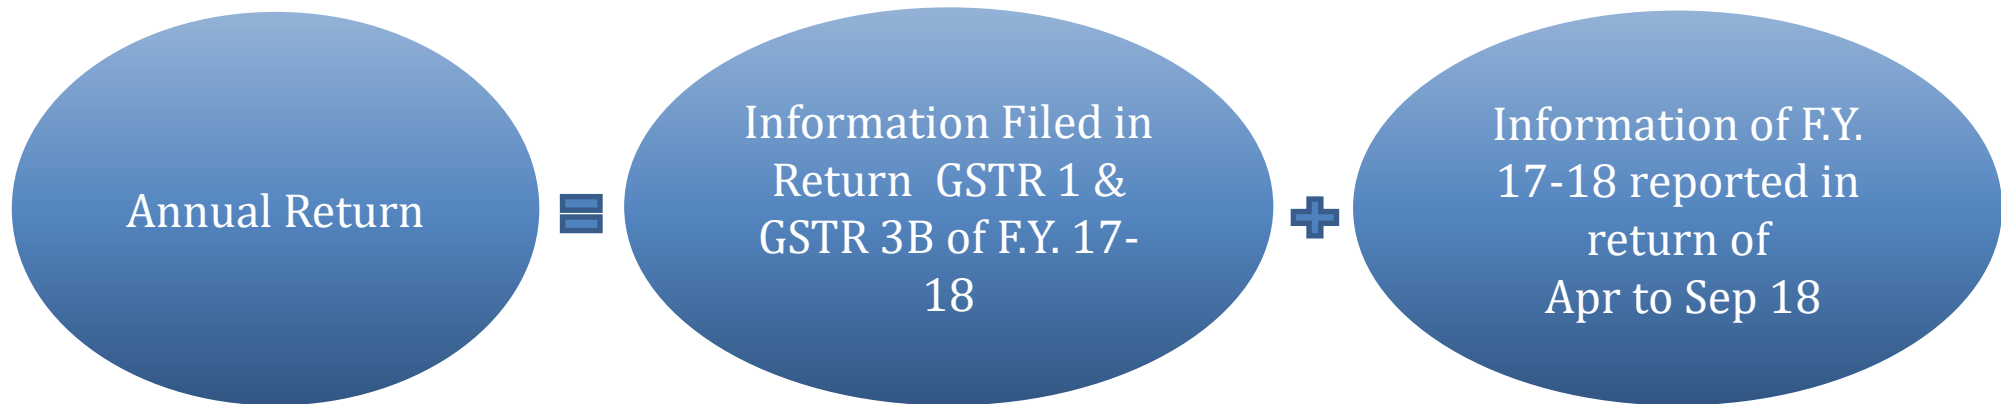 Annual Return
Information Filed in
Return GSTR 1 &
GSTR 3B of F.Y. 17-
18
Information of F.Y.
17-18 reported in
return of
Apr to Sep 18